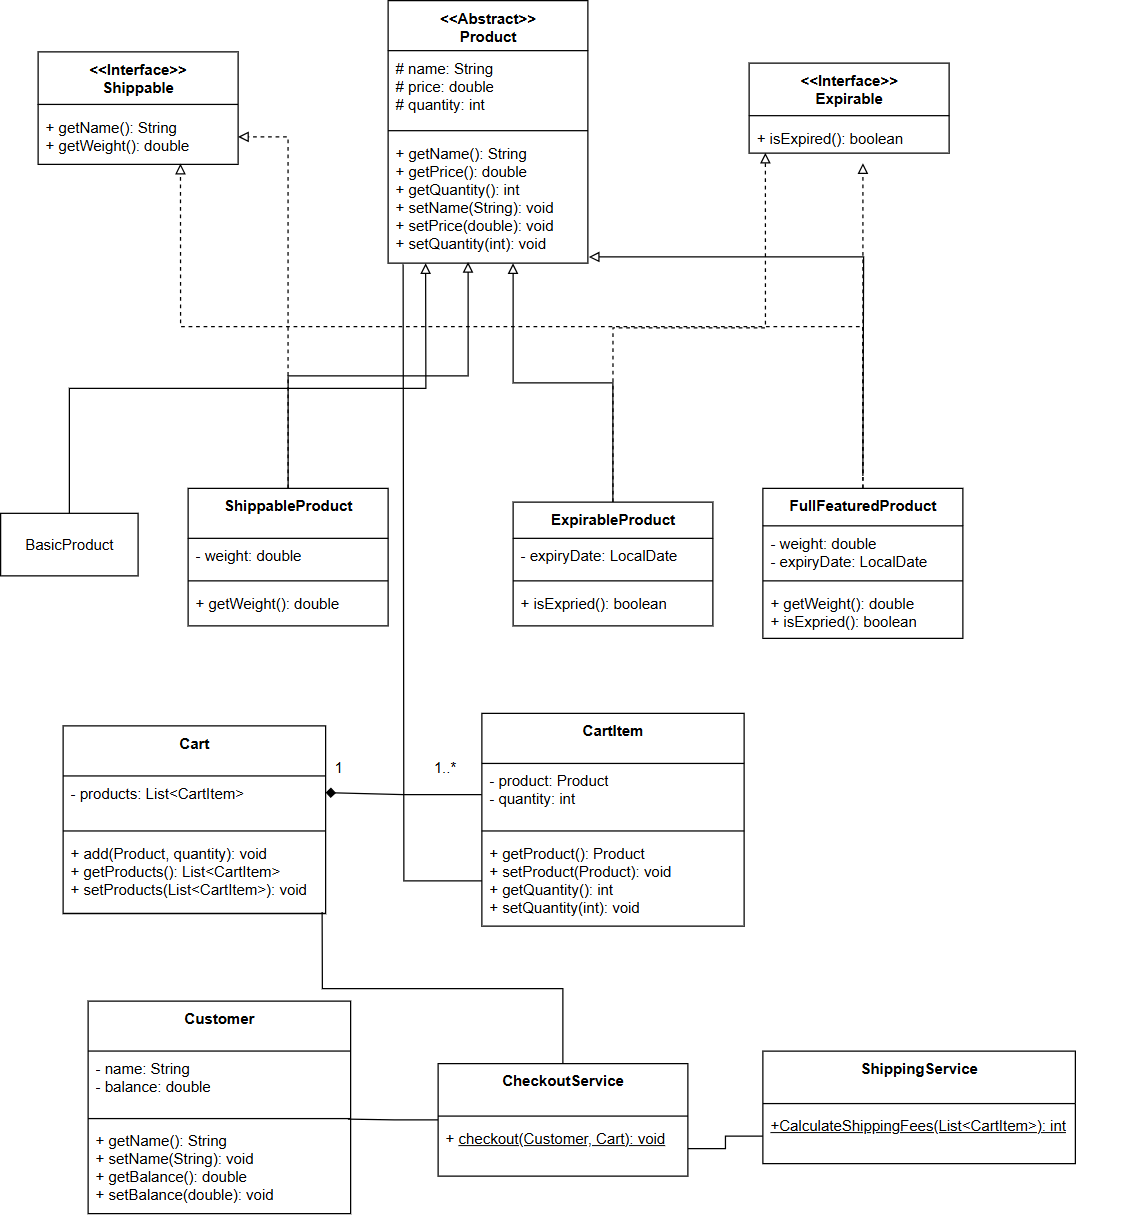 <<Abstract>>
Product
# name: String
# price: double
# quantity: int
+ getName(): String
+ getPrice(): double
+ getQuantity(): int
+ setName(String): void
+ setPrice(double): void
+ setQuantity(int): void
<<Interface>>
Shippable
+ getName(): String
+ getWeight(): double
<<Interface>>
Expirable
+ isExpired(): boolean
BasicProduct
ShippableProduct
- weight: double
+ getWeight(): double
ExpirableProduct
- expiryDate: LocalDate
+ isExpried(): boolean
FullFeaturedProduct
- weight: double
- expiryDate: LocalDate
+ getWeight(): double
+ isExpried(): boolean
Cart
- products: List<CartItem>
+ add(Product, quantity): void
+ getProducts(): List<CartItem>
+ setProducts(List<CartItem>): void
1
1..*
CartItem
- product: Product
- quantity: int
+ getProduct(): Product
+ setProduct(Product): void
+ getQuantity(): int
+ setQuantity(int): void
Customer
- name: String
- balance: double
+ getName(): String
+ setName(String): void
+ getBalance(): double
+ setBalance(double): void
CheckoutService
+ checkout(Customer, Cart): void
ShippingService
+CalculateShippingFees(List<CartItem>): int